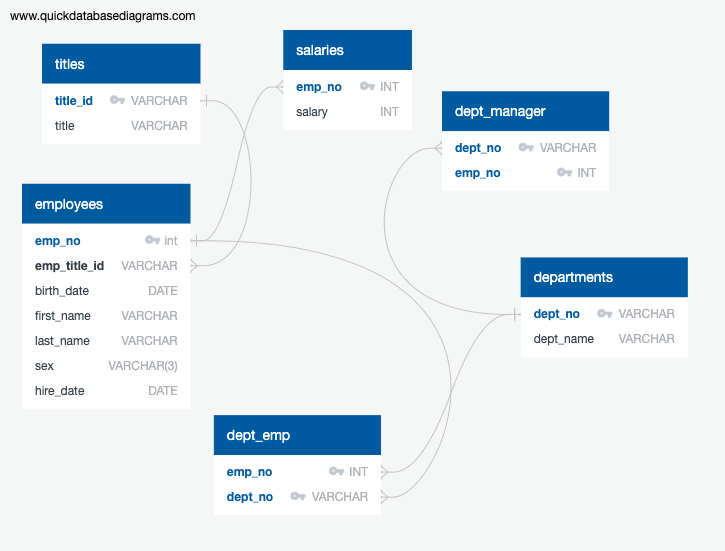 www.quickdatabasediagrams.com
titles
title_id VARCHAR
title VARCHAR
salaries
emp_no INT
salary INT
dept_manager
dept_no VARCHAR
emp_no INT
employees
emp_no int
emp_title_id VARCHAR
birth_date DATE
first_name VARCHAR
last_name VARCHAR
sex VARCHAR(3)
hire_date DATE
departments
dept_no VARCHAR
dept_name VARCHAR
dept_emp
emp_no INT
dept_no VARCHAR